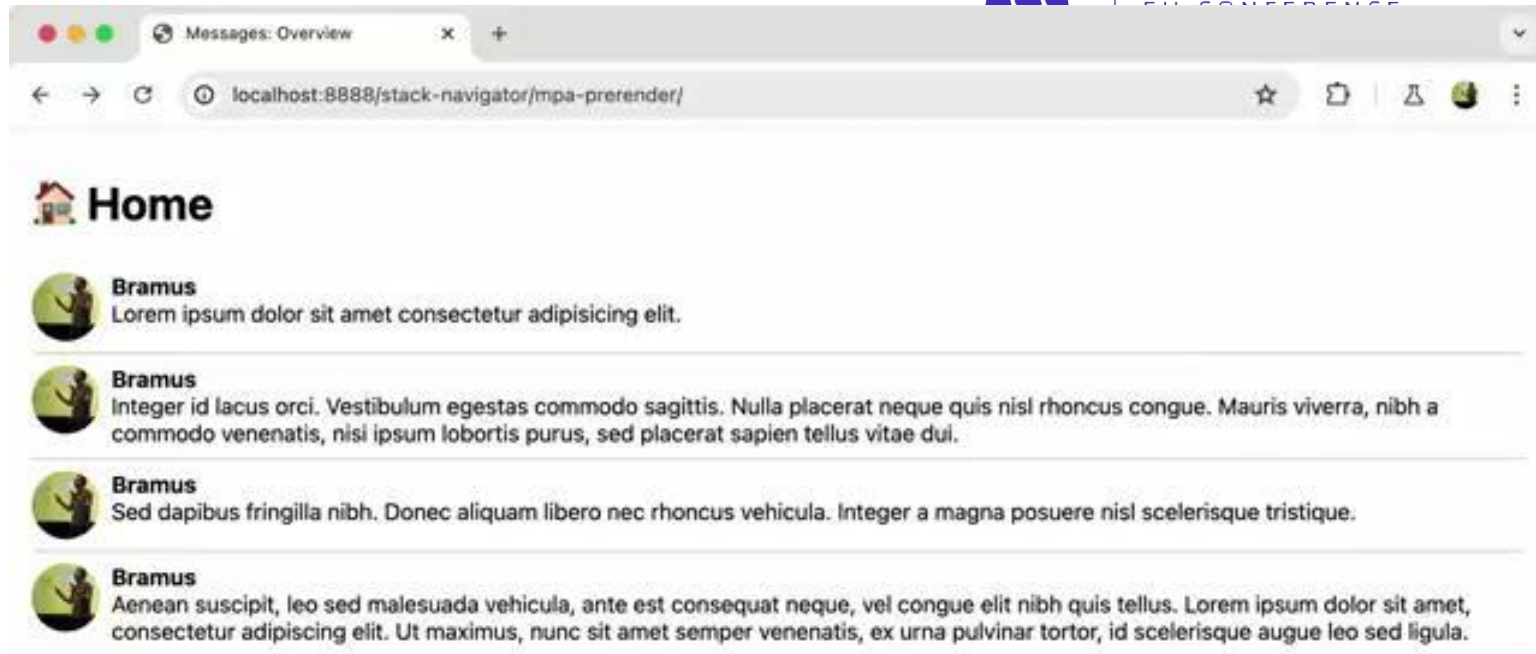 EU CONFERENCE
Messages: Overview
localhost:8888/stack-navigator/mpa-prerender/
🏠 Home
Bramus
Lorem ipsum dolor sit amet consectetur adipisicing elit.
Bramus
Integer id lacus orci. Vestibulum egestas commodo sagittis. Nulla placerat neque quis nisl rhoncus congue. Mauris viverra, nibh a
commodo venenatis, nisi ipsum lobortis purus, sed placerat sapien tellus vitae dui.
Bramus
Sed dapibus fringilla nibh. Donec aliquam libero nec rhoncus vehicula. Integer a magna posuere nisl scelerisque tristique.
Bramus
Aenean suscipit, leo sed malesuada vehicula, ante est consequat neque, vel congue elit nibh quis tellus. Lorem ipsum dolor sit amet,
consectetur adipiscing elit. Ut maximus, nunc sit amet semper venenatis, ex urna pulvinar tortor, id scelerisque augue leo sed ligula.